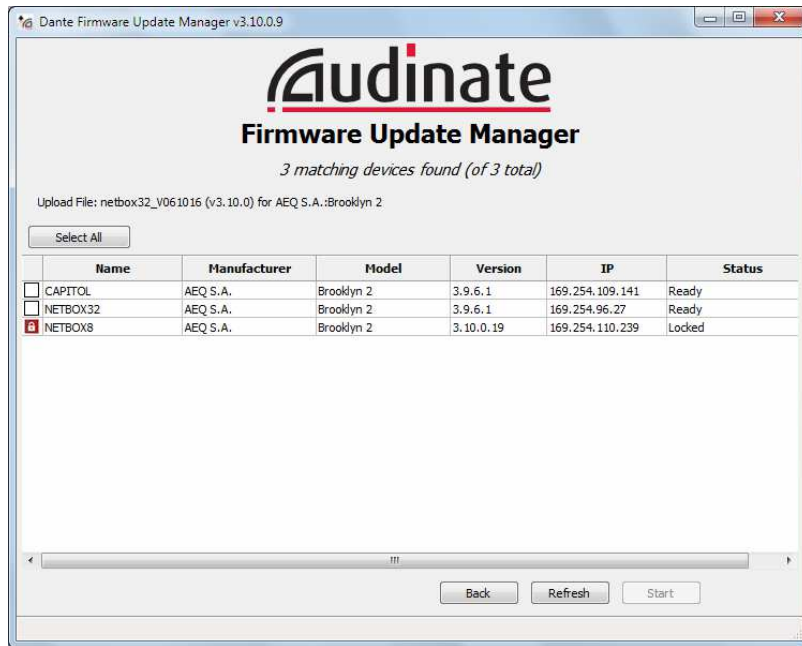 Dante Firmware Update Manager v3.10.0.9
Audinate
Firmware Update Manager
3 matching devices found (of 3 total)
Upload File: netbox32_V061016 (v3.10.0) for AEQ S.A.:Brooklyn 2
Select All
Name Manufacturer Model Version IP Status
CAPITOL AEQ S.A. Brooklyn 2 3.9.6.1 169.254.109.141 Ready
NETBOX32 AEQ S.A. Brooklyn 2 3.9.6.1 169.254.96.27 Ready
NETBOX8 AEQ S.A. Brooklyn 2 3.10.0.19 169.254.110.239 Locked
Back Refresh Start